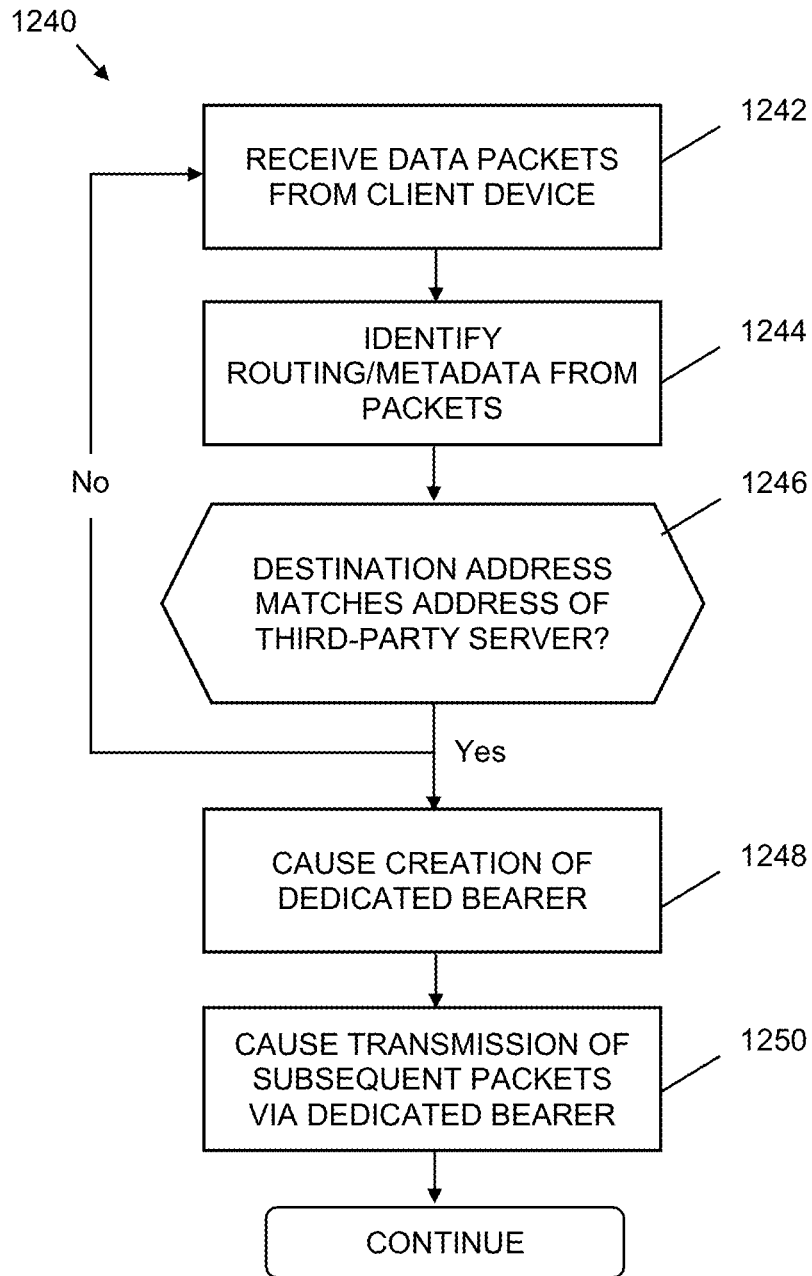 1240
1242
RECEIVE DATA PACKETS
FROM CLIENT DEVICE
1244
IDENTIFY
ROUTING/METADATA FROM
PACKETS
No
1246
DESTINATION ADDRESS
MATCHES ADDRESS OF
THIRD-PARTY SERVER?
Yes
1248
CAUSE CREATION OF
DEDICATED BEARER
1250
CAUSE TRANSMISSION OF
SUBSEQUENT PACKETS
VIA DEDICATED BEARER
CONTINUE